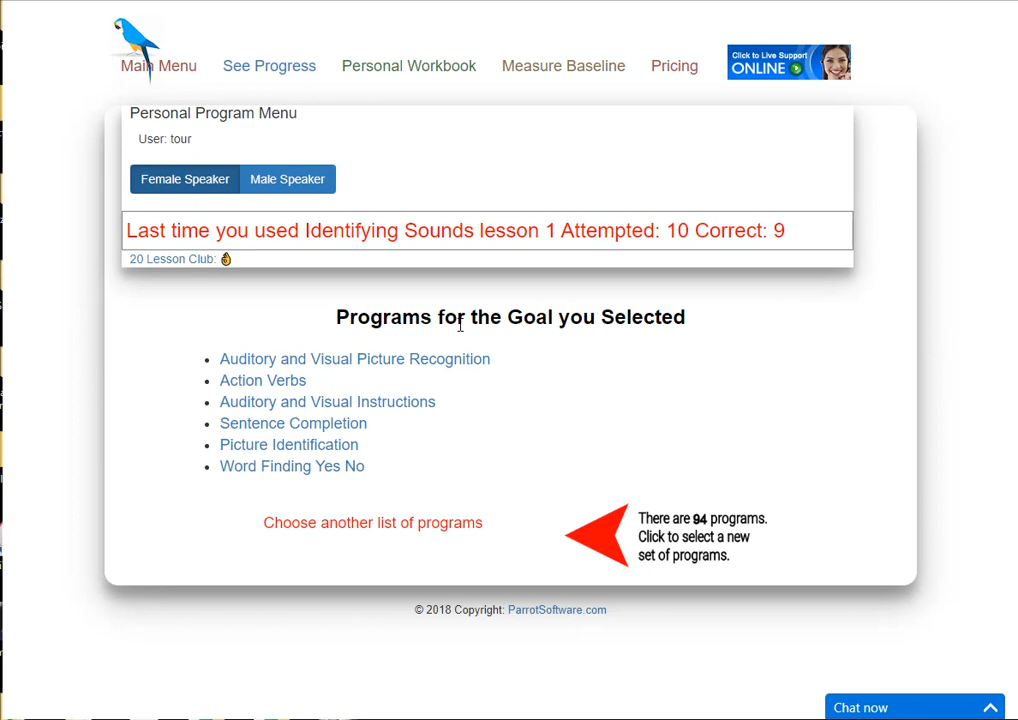 Main Menu See Progress Personal Workbook Measure Baseline Pricing
Click to Live Support
ONLINE
Personal Program Menu
User: tour
Female Speaker Male Speaker
Last time you used Identifying Sounds lesson 1 Attempted: 10 Correct: 9
20 Lesson Club:
Programs for the Goal you Selected
Auditory and Visual Picture Recognition
Action Verbs
Auditory and Visual Instructions
Sentence Completion
Picture Identification
Word Finding Yes No
Choose another list of programs
There are 94 programs.
Click to select a new
set of programs.
© 2018 Copyright: ParrotSoftware.com
Chat now